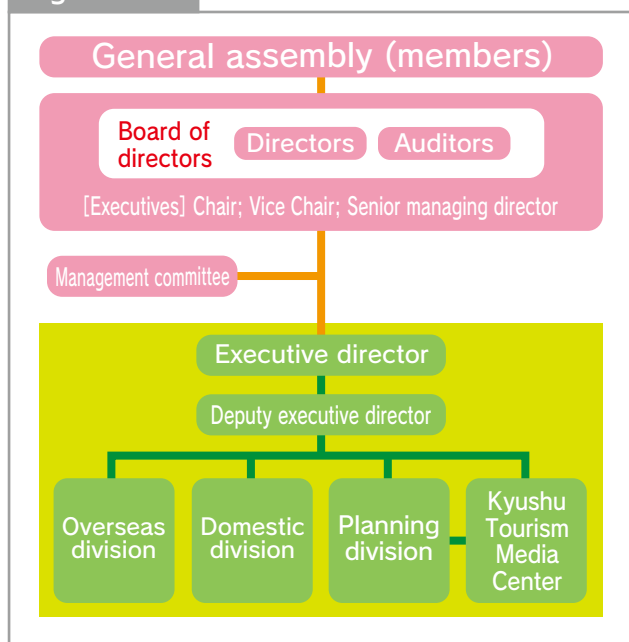 General assembly (members)
Board of
directors
Directors
Auditors
[Executives] Chair; Vice Chair; Senior managing director
Management committee
Executive director
Deputy executive director
Overseas
division
Domestic
division
Planning
division
Kyushu
Tourism
Media
Center